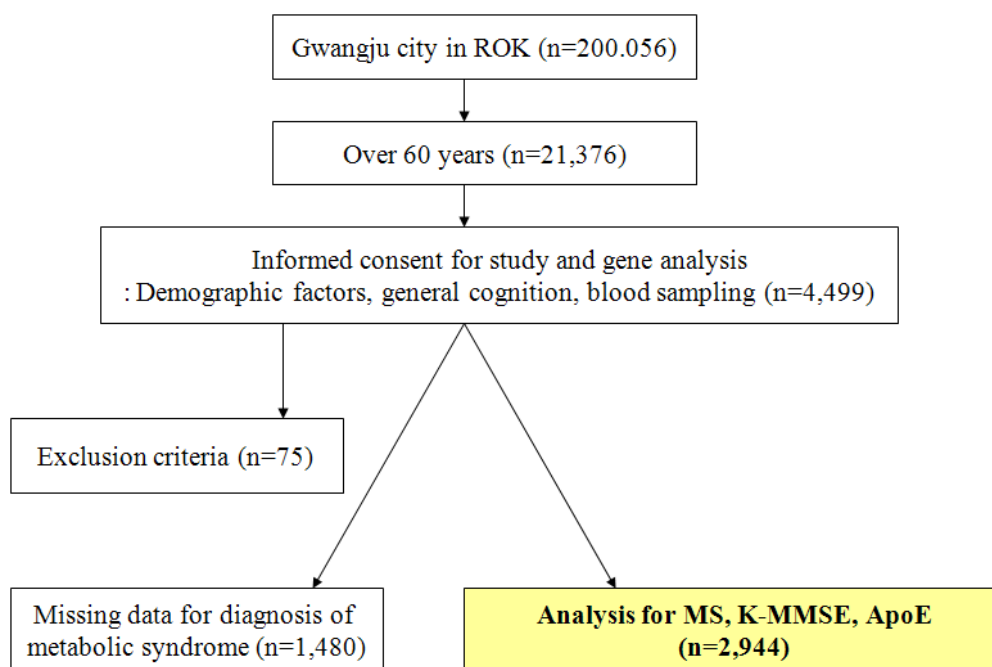 Gwangju city in ROK (n=200.056)
Over 60 years (n=21,376)
Informed consent for study and gene analysis
: Demographic factors, general cognition, blood sampling (n=4,499)
Exclusion criteria (n=75)
Missing data for diagnosis of
metabolic syndrome (n=1,480)
Analysis for MS, K-MMSE, ApoE
(n=2,944)